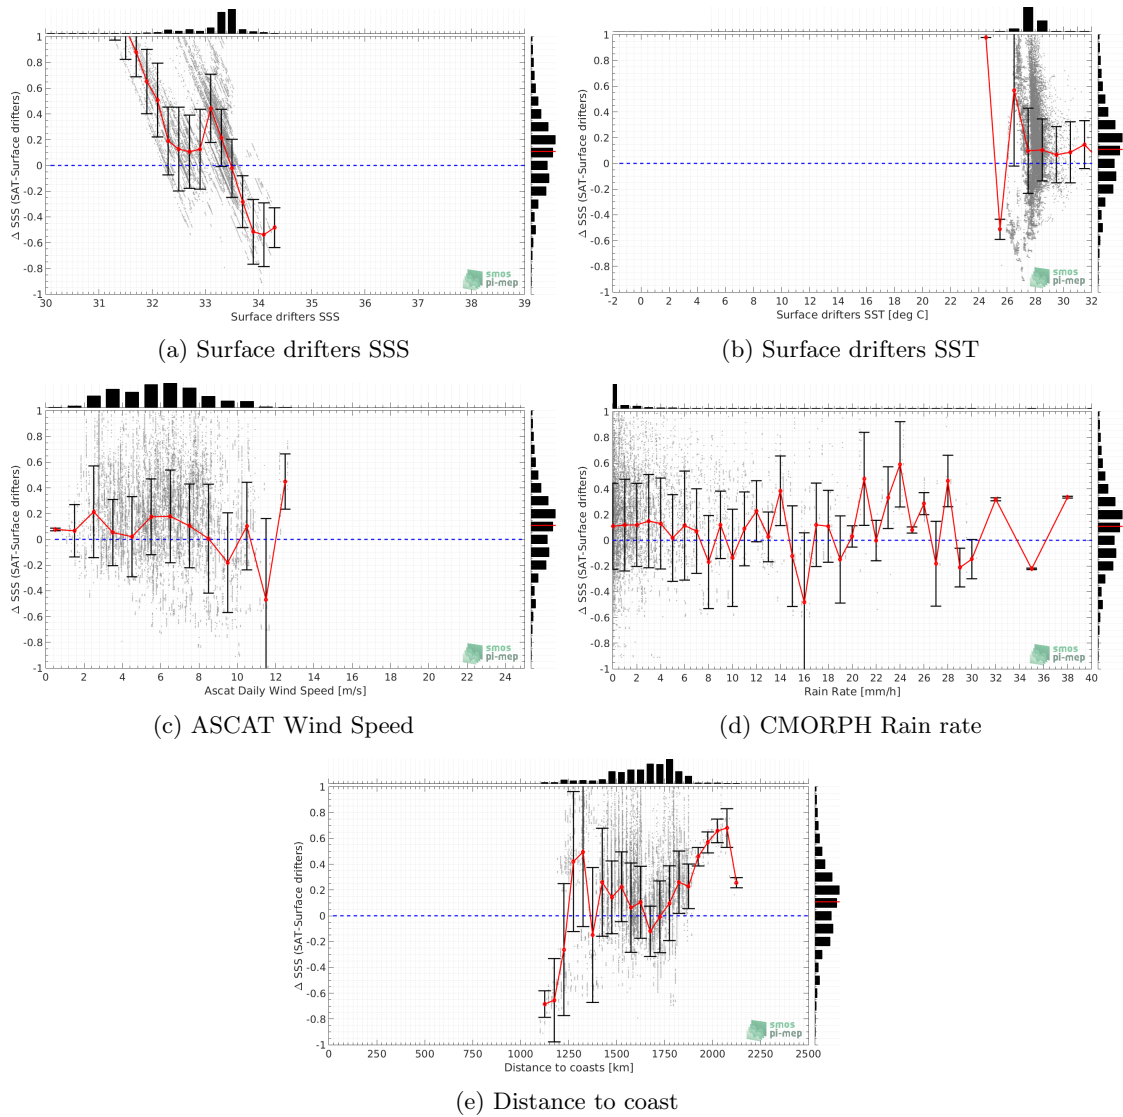 1
0.8
0.6
0.4
0.2
0
-0.2
-0.4
-0.6
-0.8
-1
Δ SSS (SAT-Surface drifters)
30 31 32 33 34 35 36 37 38 39
Surface drifters SSS
smos
pi-mep
(a) Surface drifters SSS
1
0.8
0.6
0.4
0.2
0
-0.2
-0.4
-0.6
-0.8
-1
Δ SSS (SAT-Surface drifters)
-2 0 2 4 6 8 10 12 14 16 18 20 22 24 26 28 30 32
Surface drifters SST [deg C]
smos
pi-mep
(b) Surface drifters SST
1
0.8
0.6
0.4
0.2
0
-0.2
-0.4
-0.6
-0.8
-1
Δ SSS (SAT-Surface drifters)
0 2 4 6 8 10 12 14 16 18 20 22 24
Ascat Daily Wind Speed [m/s]
smos
pi-mep
(c) ASCAT Wind Speed
1
0.8
0.6
0.4
0.2
0
-0.2
-0.4
-0.6
-0.8
-1
Δ SSS (SAT-Surface drifters)
0 2 4 6 8 10 12 14 16 18 20 22 24 26 28 30 32 34 36 38 40
Rain Rate [mm/h]
smos
pi-mep
(d) CMORPH Rain rate
1
0.8
0.6
0.4
0.2
0
-0.2
-0.4
-0.6
-0.8
-1
Δ SSS (SAT-Surface drifters)
0 250 500 750 1000 1250 1500 1750 2000 2250 2500
Distance to coasts [km]
smos
pi-mep
(e) Distance to coast